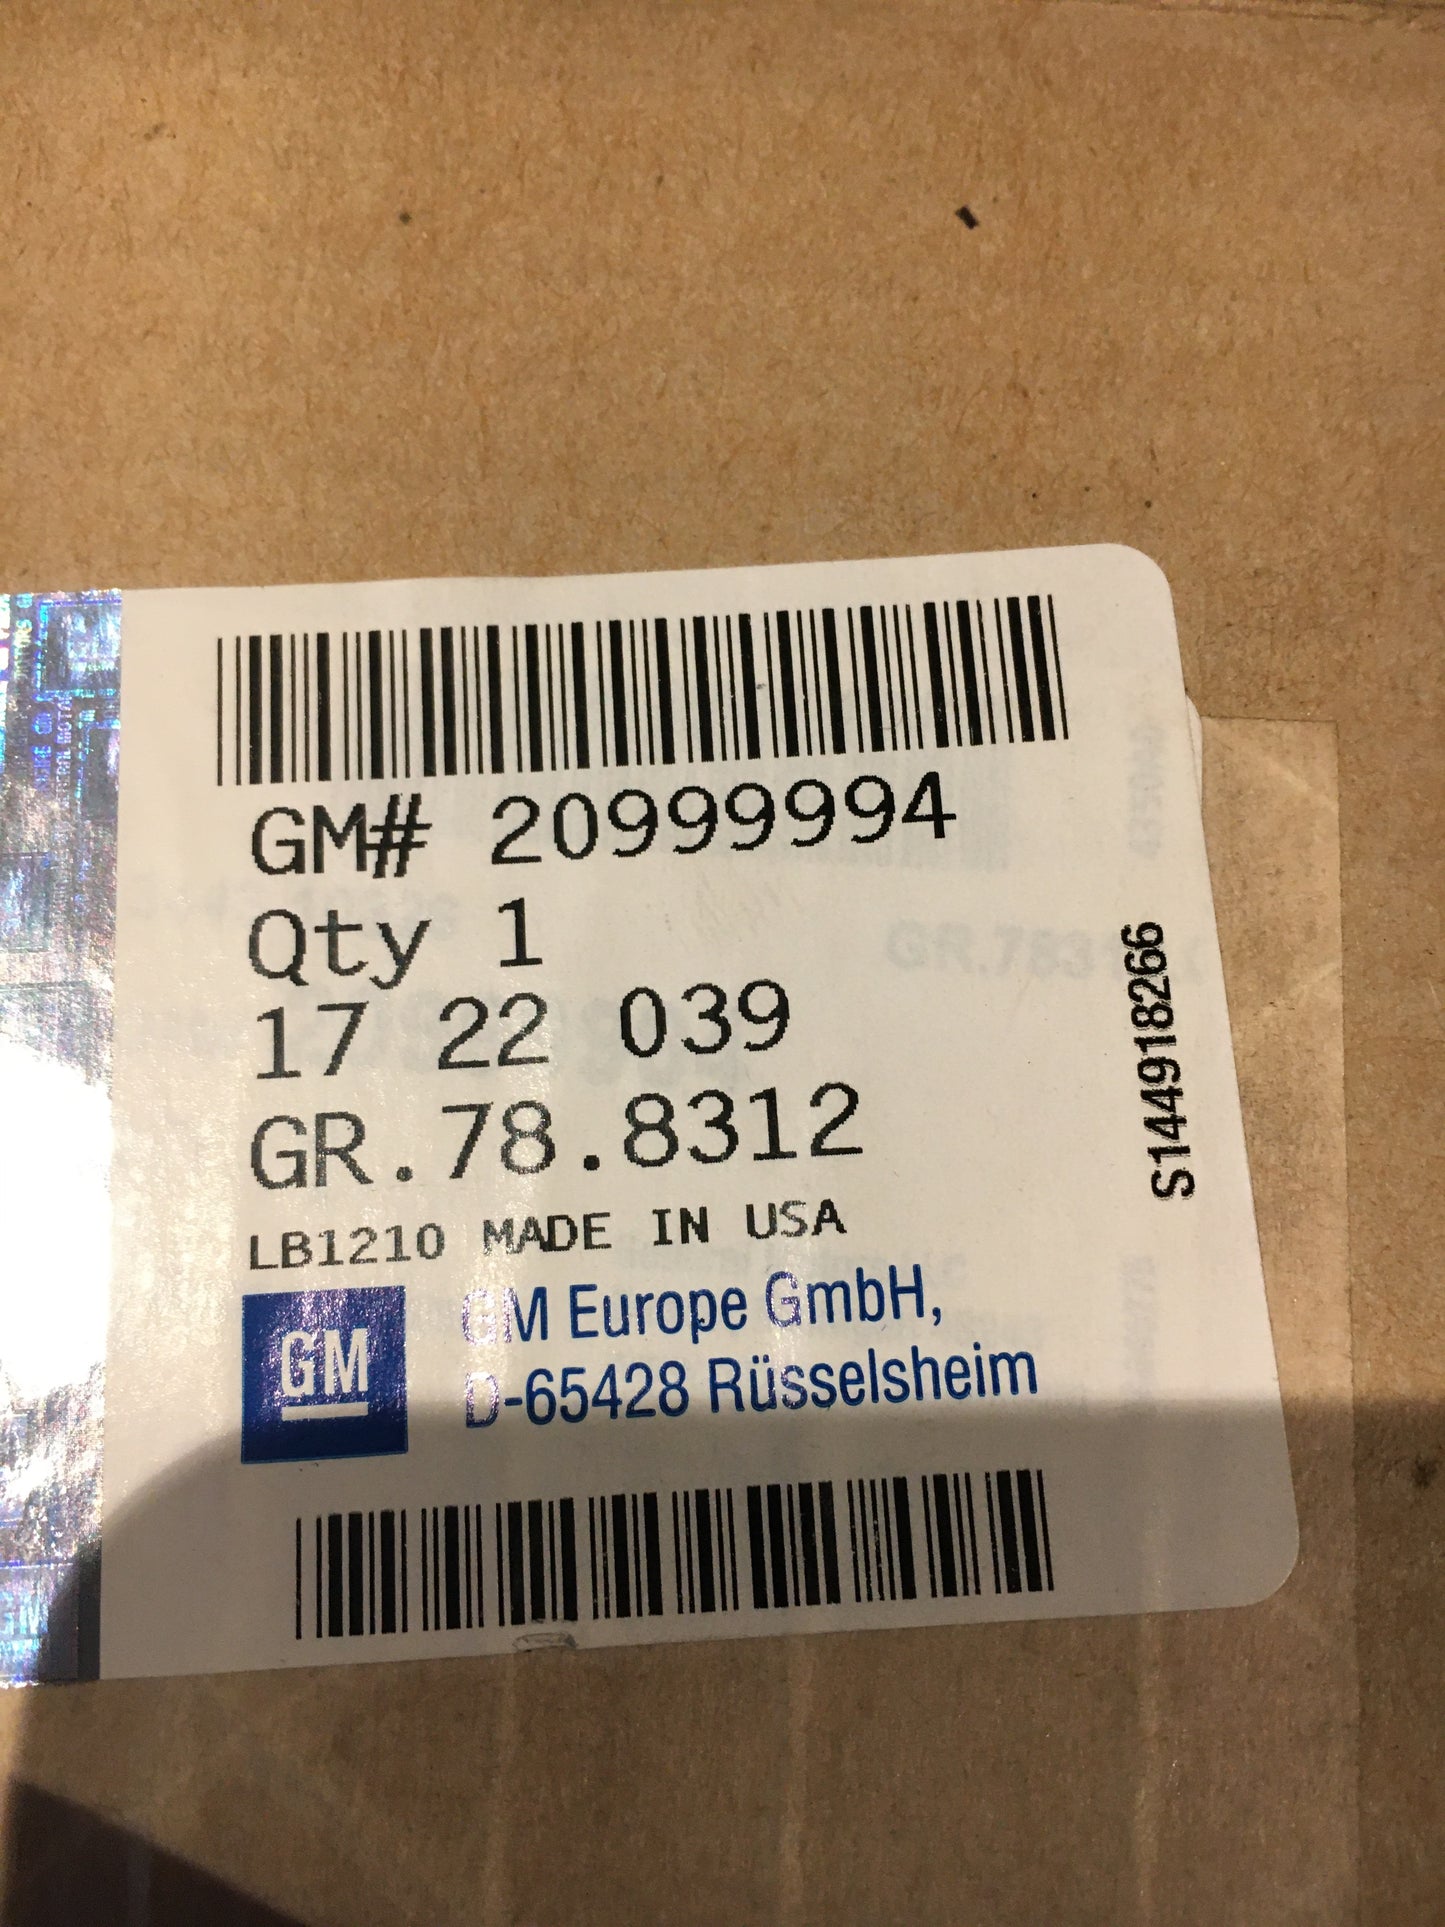 GM# 20999994
Qty 1
17 22 039
GR.78.8312
LB1210 MADE IN USA
GM
GM Europe GmbH,
D-65428 Rüsselsheim
S144918266